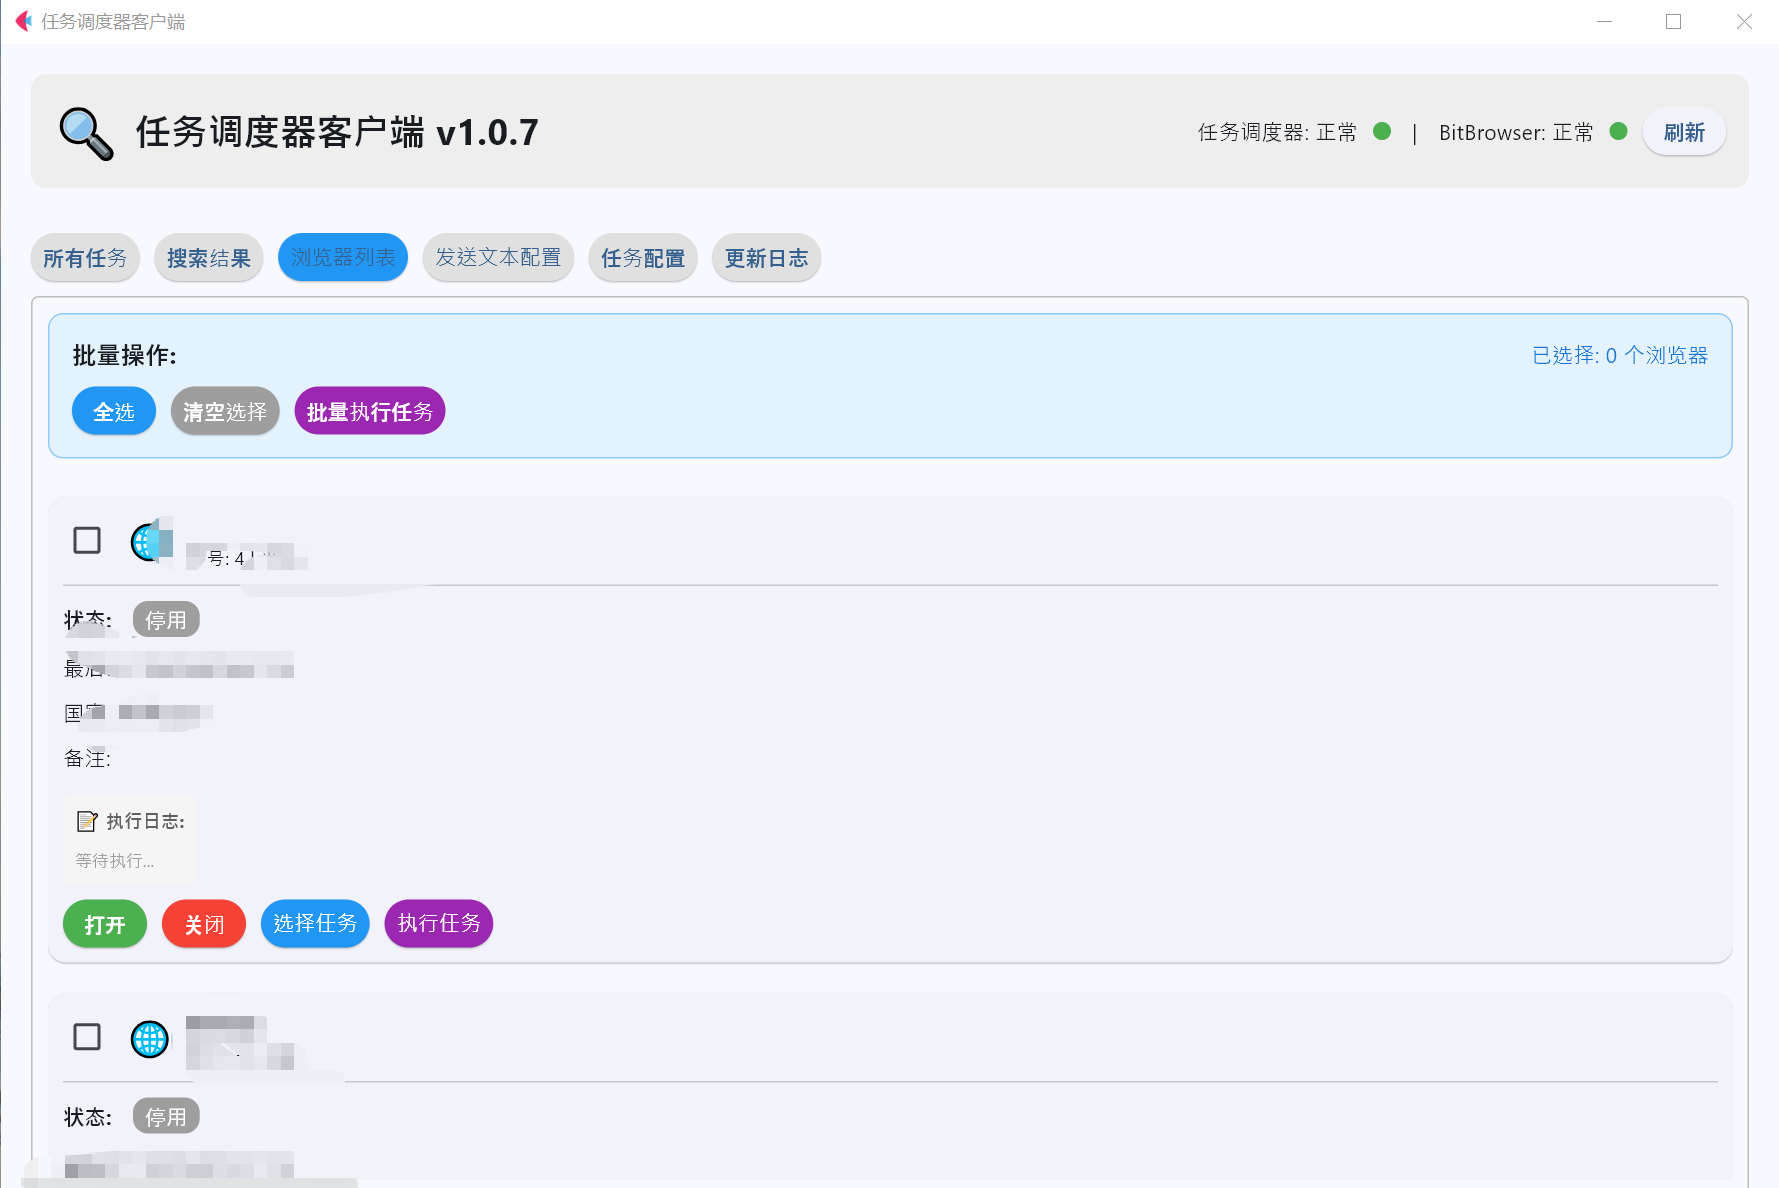 任务调度器客户端
任务调度器客户端 v1.0.7
任务调度器: 正常 | BitBrowser: 正常 刷新
所有任务 搜索结果 浏览器列表 发送文本配置 任务配置 更新日志
批量操作: 已选择: 0 个浏览器
全选 清空选择 批量执行任务
号: 4
状态: 停用
最后
国
备注:
执行日志:
等待执行...
打开 关闭 选择任务 执行任务
状态: 停用